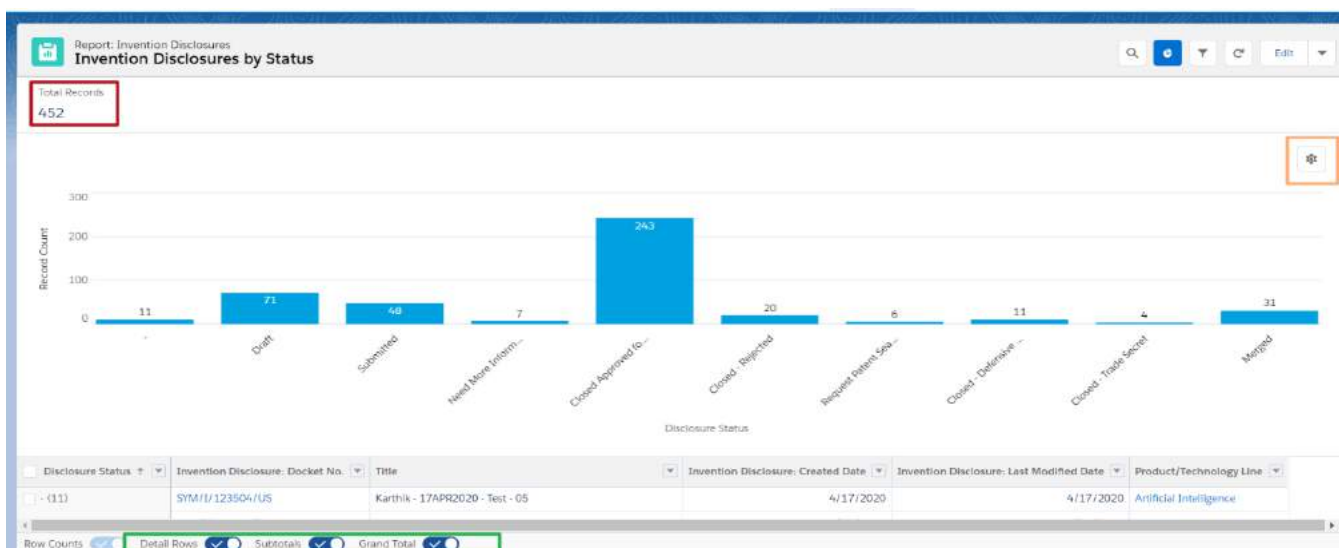 Report: Invention Disclosures
Invention Disclosures by Status
Edit
Total Records
452
300
200
100
0
Record Count
11
71
48
7
243
20
6
11
4
31
-
Draft
Submitted
Need More Inform...
Closed Approved fo...
Closed - Rejected
Request Patent Sea...
Closed - Defensive ...
Closed - Trade Secret
Merged
Disclosure Status
Disclosure Status ↑ Invention Disclosure: Docket No. Title Invention Disclosure: Created Date Invention Disclosure: Last Modified Date Product/Technology Line
- (11) SYM/I/123504/US Karthik - 17APR2020 - Test - 05 4/17/2020 4/17/2020 Artificial Intelligence
Row Counts Detail Rows Subtotals Grand Total